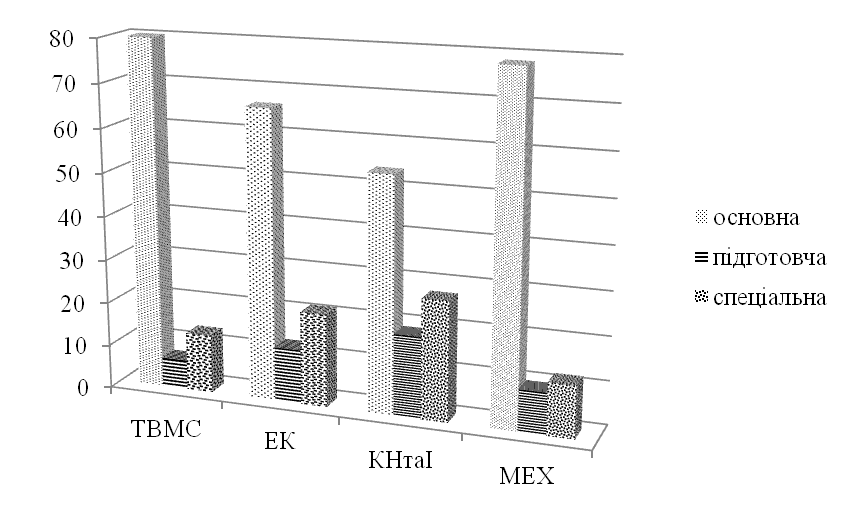 80
70
60
50
40
30
20
10
0
ТВМС
ЕК
КНтаІ
МЕХ
основна
підготовча
спеціальна